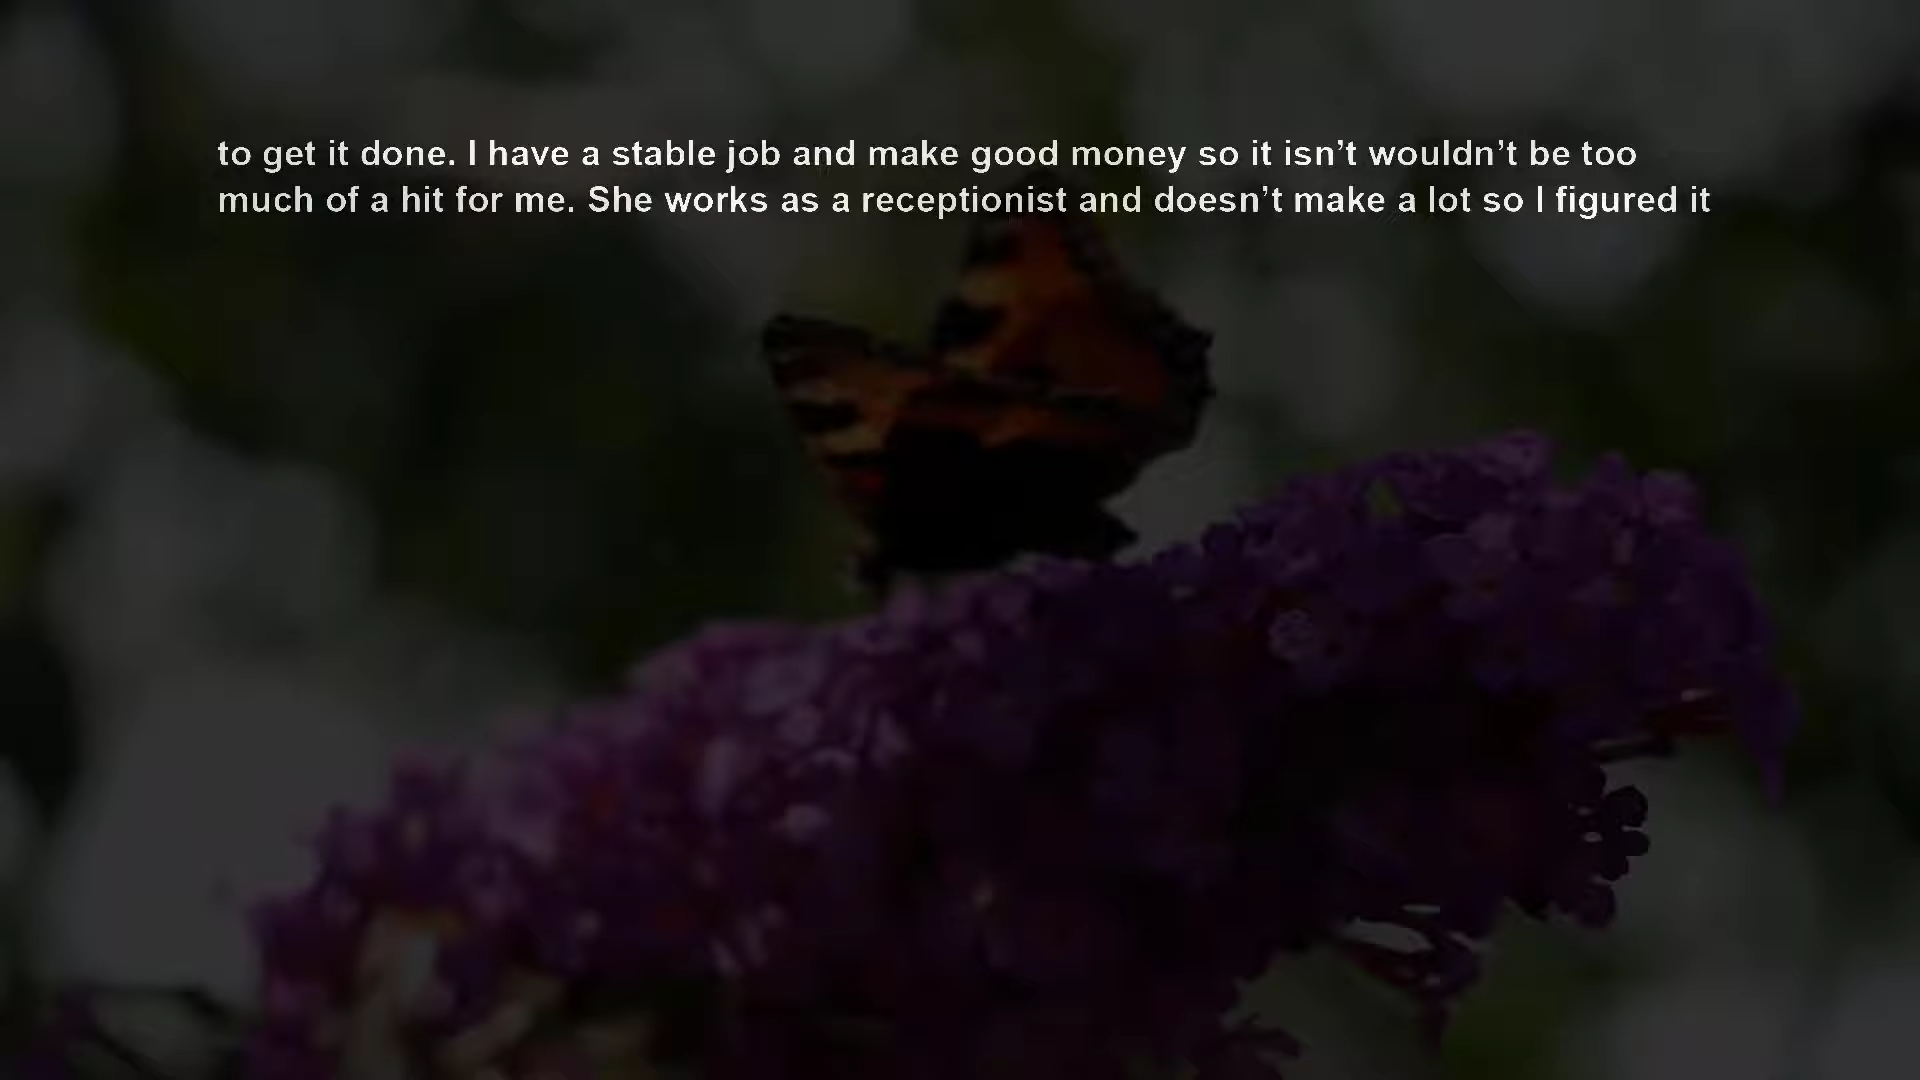 to get it done. I have a stable job and make good money so it isn’t wouldn’t be too
much of a hit for me. She works as a receptionist and doesn’t make a lot so I figured it